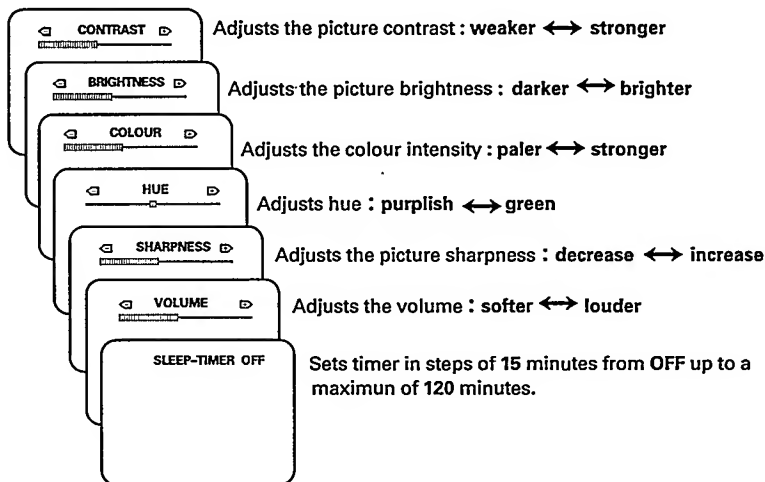 CONTRAST
Adjusts the picture contrast : weaker ↔ stronger
BRIGHTNESS
Adjusts the picture brightness : darker ↔ brighter
COLOUR
Adjusts the colour intensity : paler ↔ stronger
HUE
Adjusts hue : purplish ↔ green
SHARPNESS
Adjusts the picture sharpness : decrease ↔ increase
VOLUME
Adjusts the volume : softer ↔ louder
SLEEP-TIMER OFF
Sets timer in steps of 15 minutes from OFF up to a
maximun of 120 minutes.